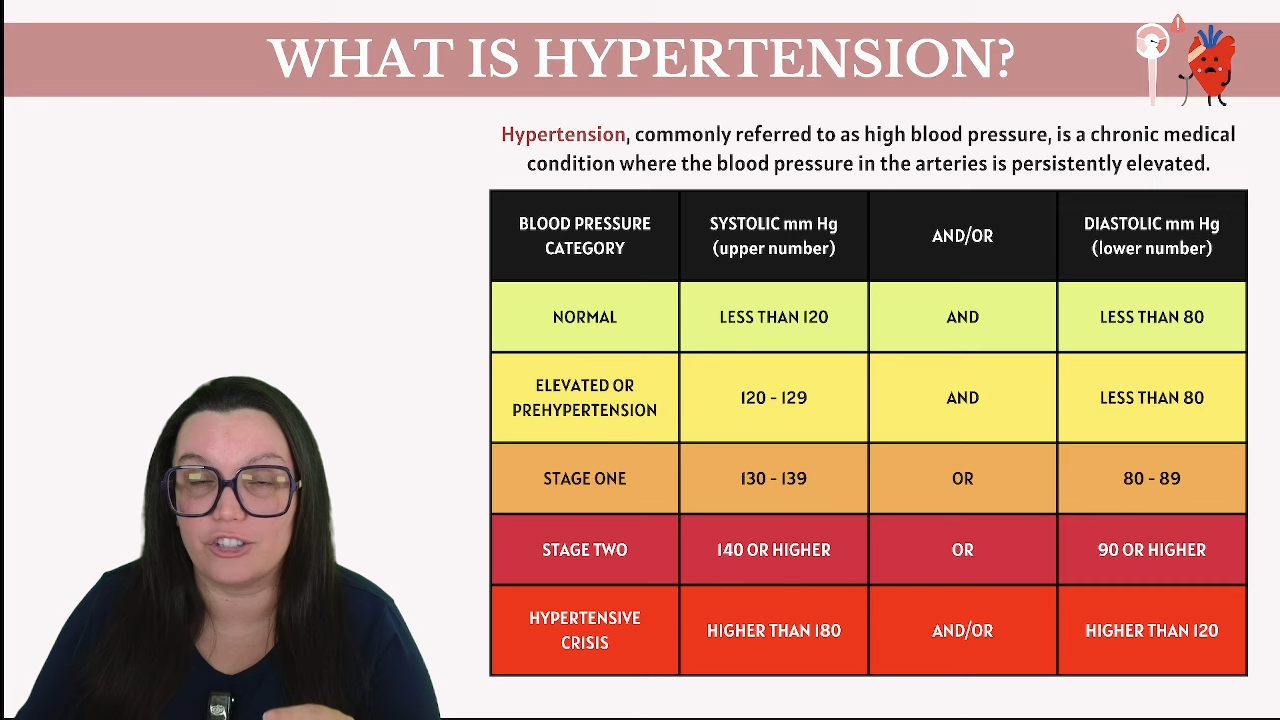 WHAT IS HYPERTENSION?
Hypertension, commonly referred to as high blood pressure, is a chronic medical
condition where the blood pressure in the arteries is persistently elevated.
BLOOD PRESSURE
CATEGORY
SYSTOLIC mm Hg
(upper number)
AND/OR
DIASTOLIC mm Hg
(lower number)
NORMAL
LESS THAN 120
AND
LESS THAN 80
ELEVATED OR
PREHYPERTENSION
120 - 129
AND
LESS THAN 80
STAGE ONE
130 - 139
OR
80 - 89
STAGE TWO
140 OR HIGHER
OR
90 OR HIGHER
HYPERTENSIVE
CRISIS
HIGHER THAN 180
AND/OR
HIGHER THAN 120